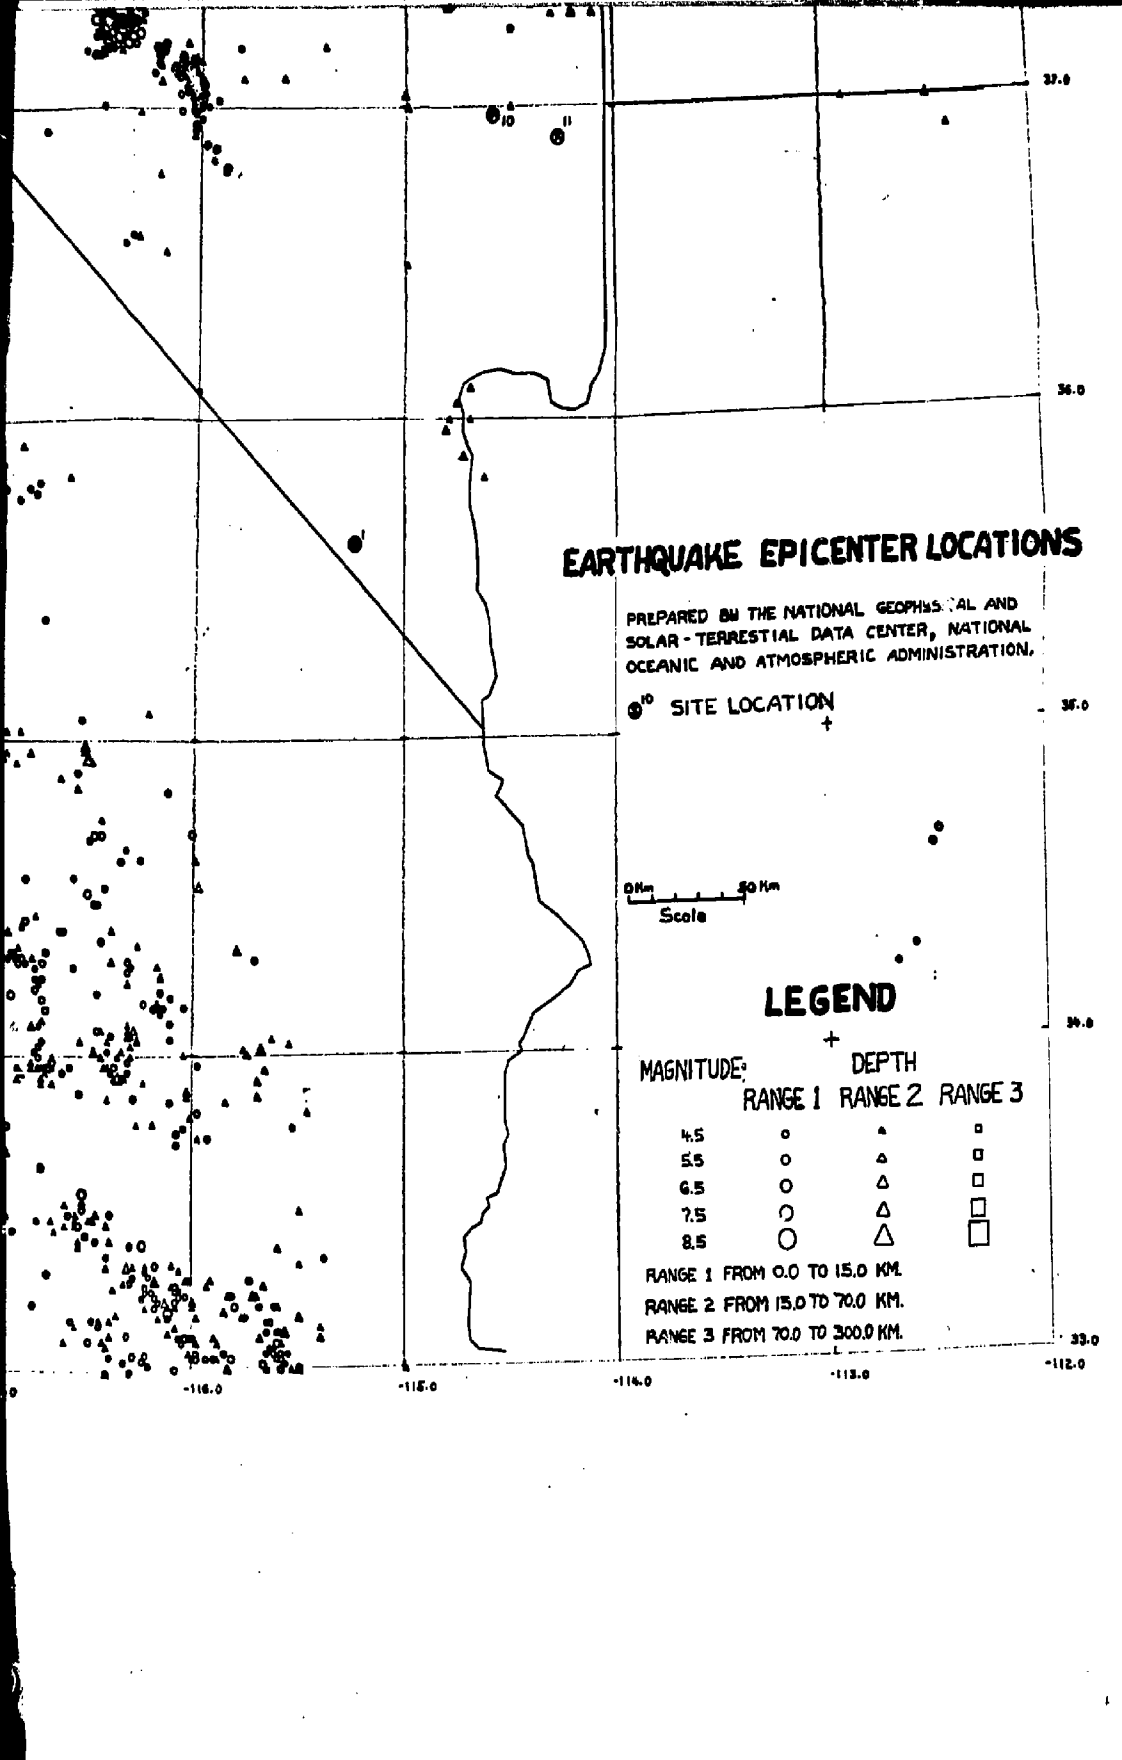 37.0
10
11
36.0
1
EARTHQUAKE EPICENTER LOCATIONS
PREPARED BY THE NATIONAL AND
SOLAR-TERRESTIAL DATA CENTER, NATIONAL
OCEANIC AND ATMOSPHERIC ADMINISTRATION.
10 SITE LOCATION
35.0
0 Km 50 Km
Scale
LEGEND
34.0
MAGNITUDE: DEPTH
RANGE 1 RANGE 2 RANGE 3
4.5
5.5
6.5
7.5
8.5
RANGE 1 FROM 0.0 TO 15.0 KM.
RANGE 2 FROM 15.0 TO 70.0 KM.
RANGE 3 FROM 70.0 TO 300.0 KM.
33.0
0 -116.0 -115.0 -114.0 -113.0 -112.0